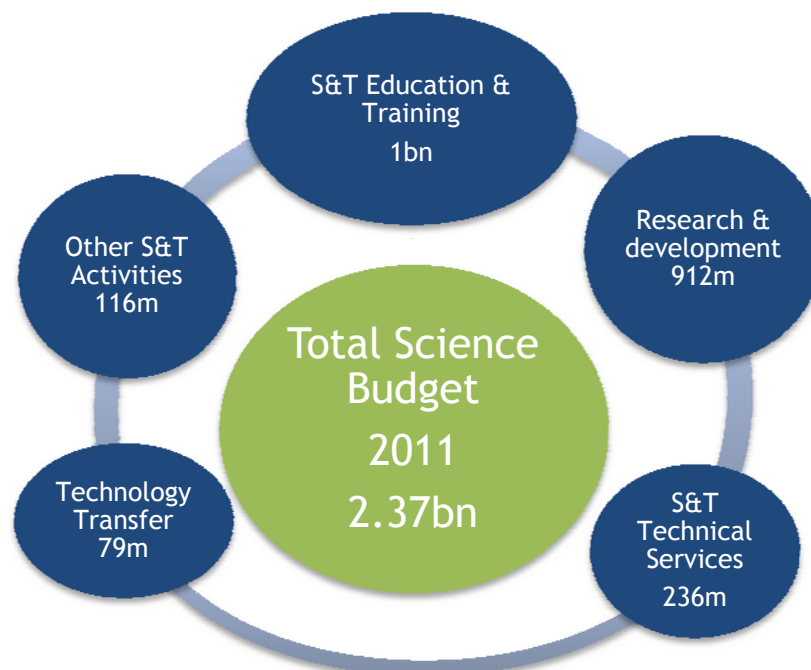 S&T Education &
Training
1bn
Research &
development
912m
S&T
Technical
Services
236m
Technology
Transfer
79m
Other S&T
Activities
116m
Total Science
Budget
2011
2.37bn